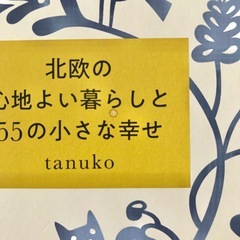 北欧の
心地よい暮らしと
55の小さな幸せ
tanuko